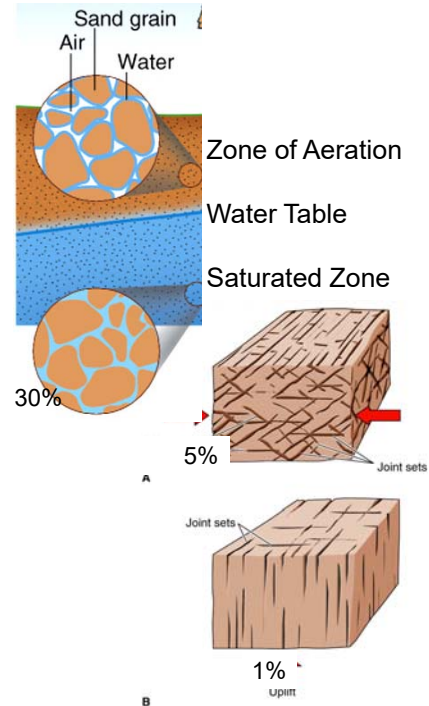 Sand grain
Air
Water
Zone of Aeration
Water Table
Saturated Zone
30%
5%
Joint sets
A
Joint sets
1%
Uplift
B